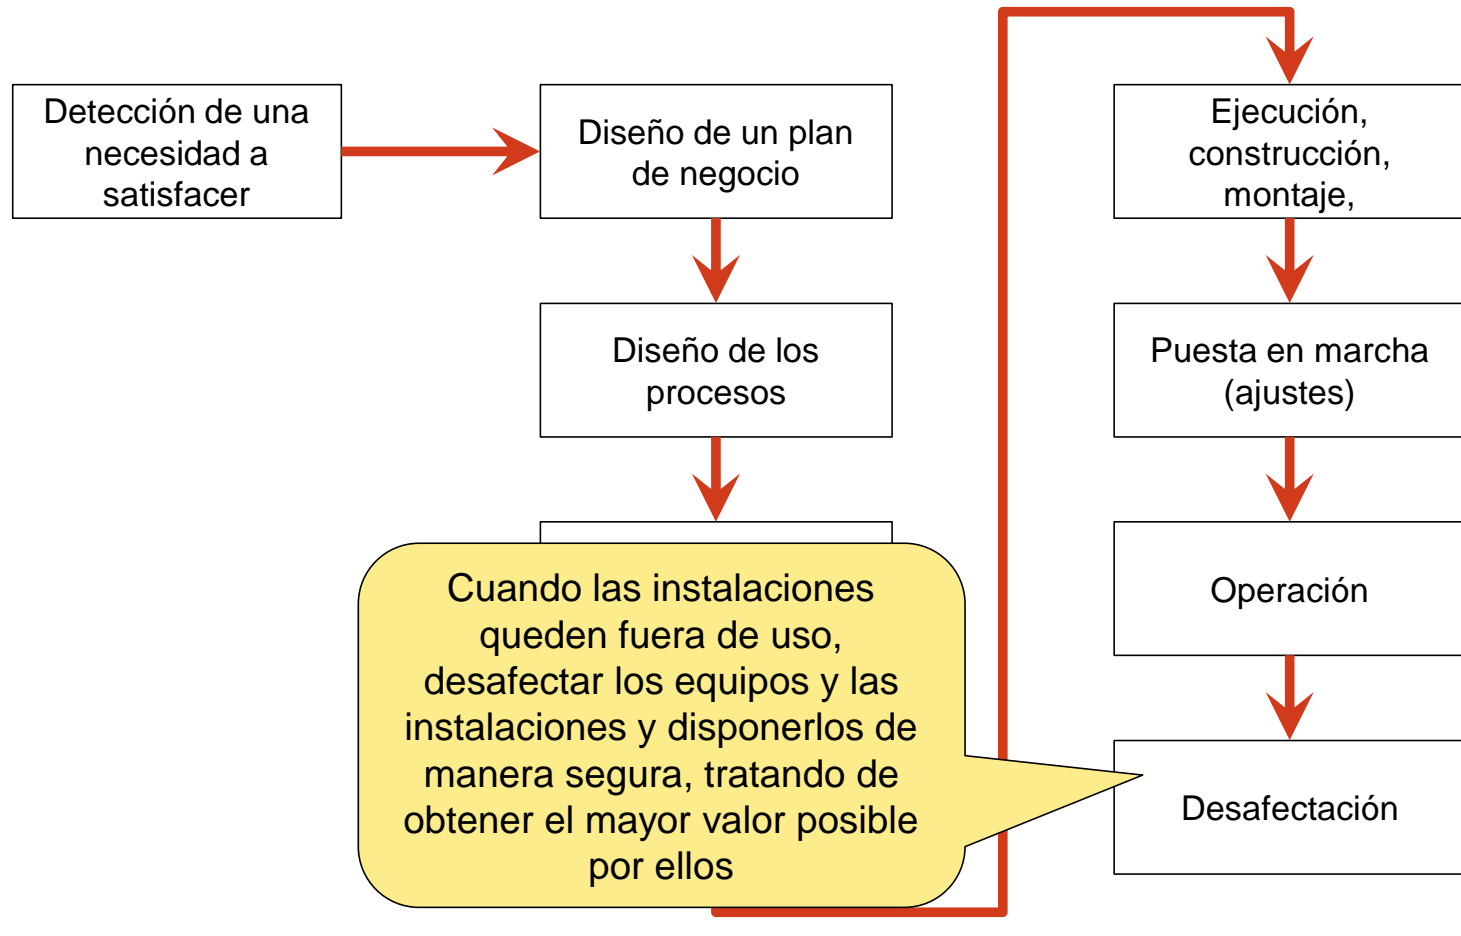 Detección de una
necesidad a
satisfacer
Diseño de un plan
de negocio
Diseño de los
procesos
Cuando las instalaciones
queden fuera de uso,
desafectar los equipos y las
instalaciones y disponerlos de
manera segura, tratando de
obtener el mayor valor posible
por ellos
Ejecución,
construcción,
montaje,
Puesta en marcha
(ajustes)
Operación
Desafectación